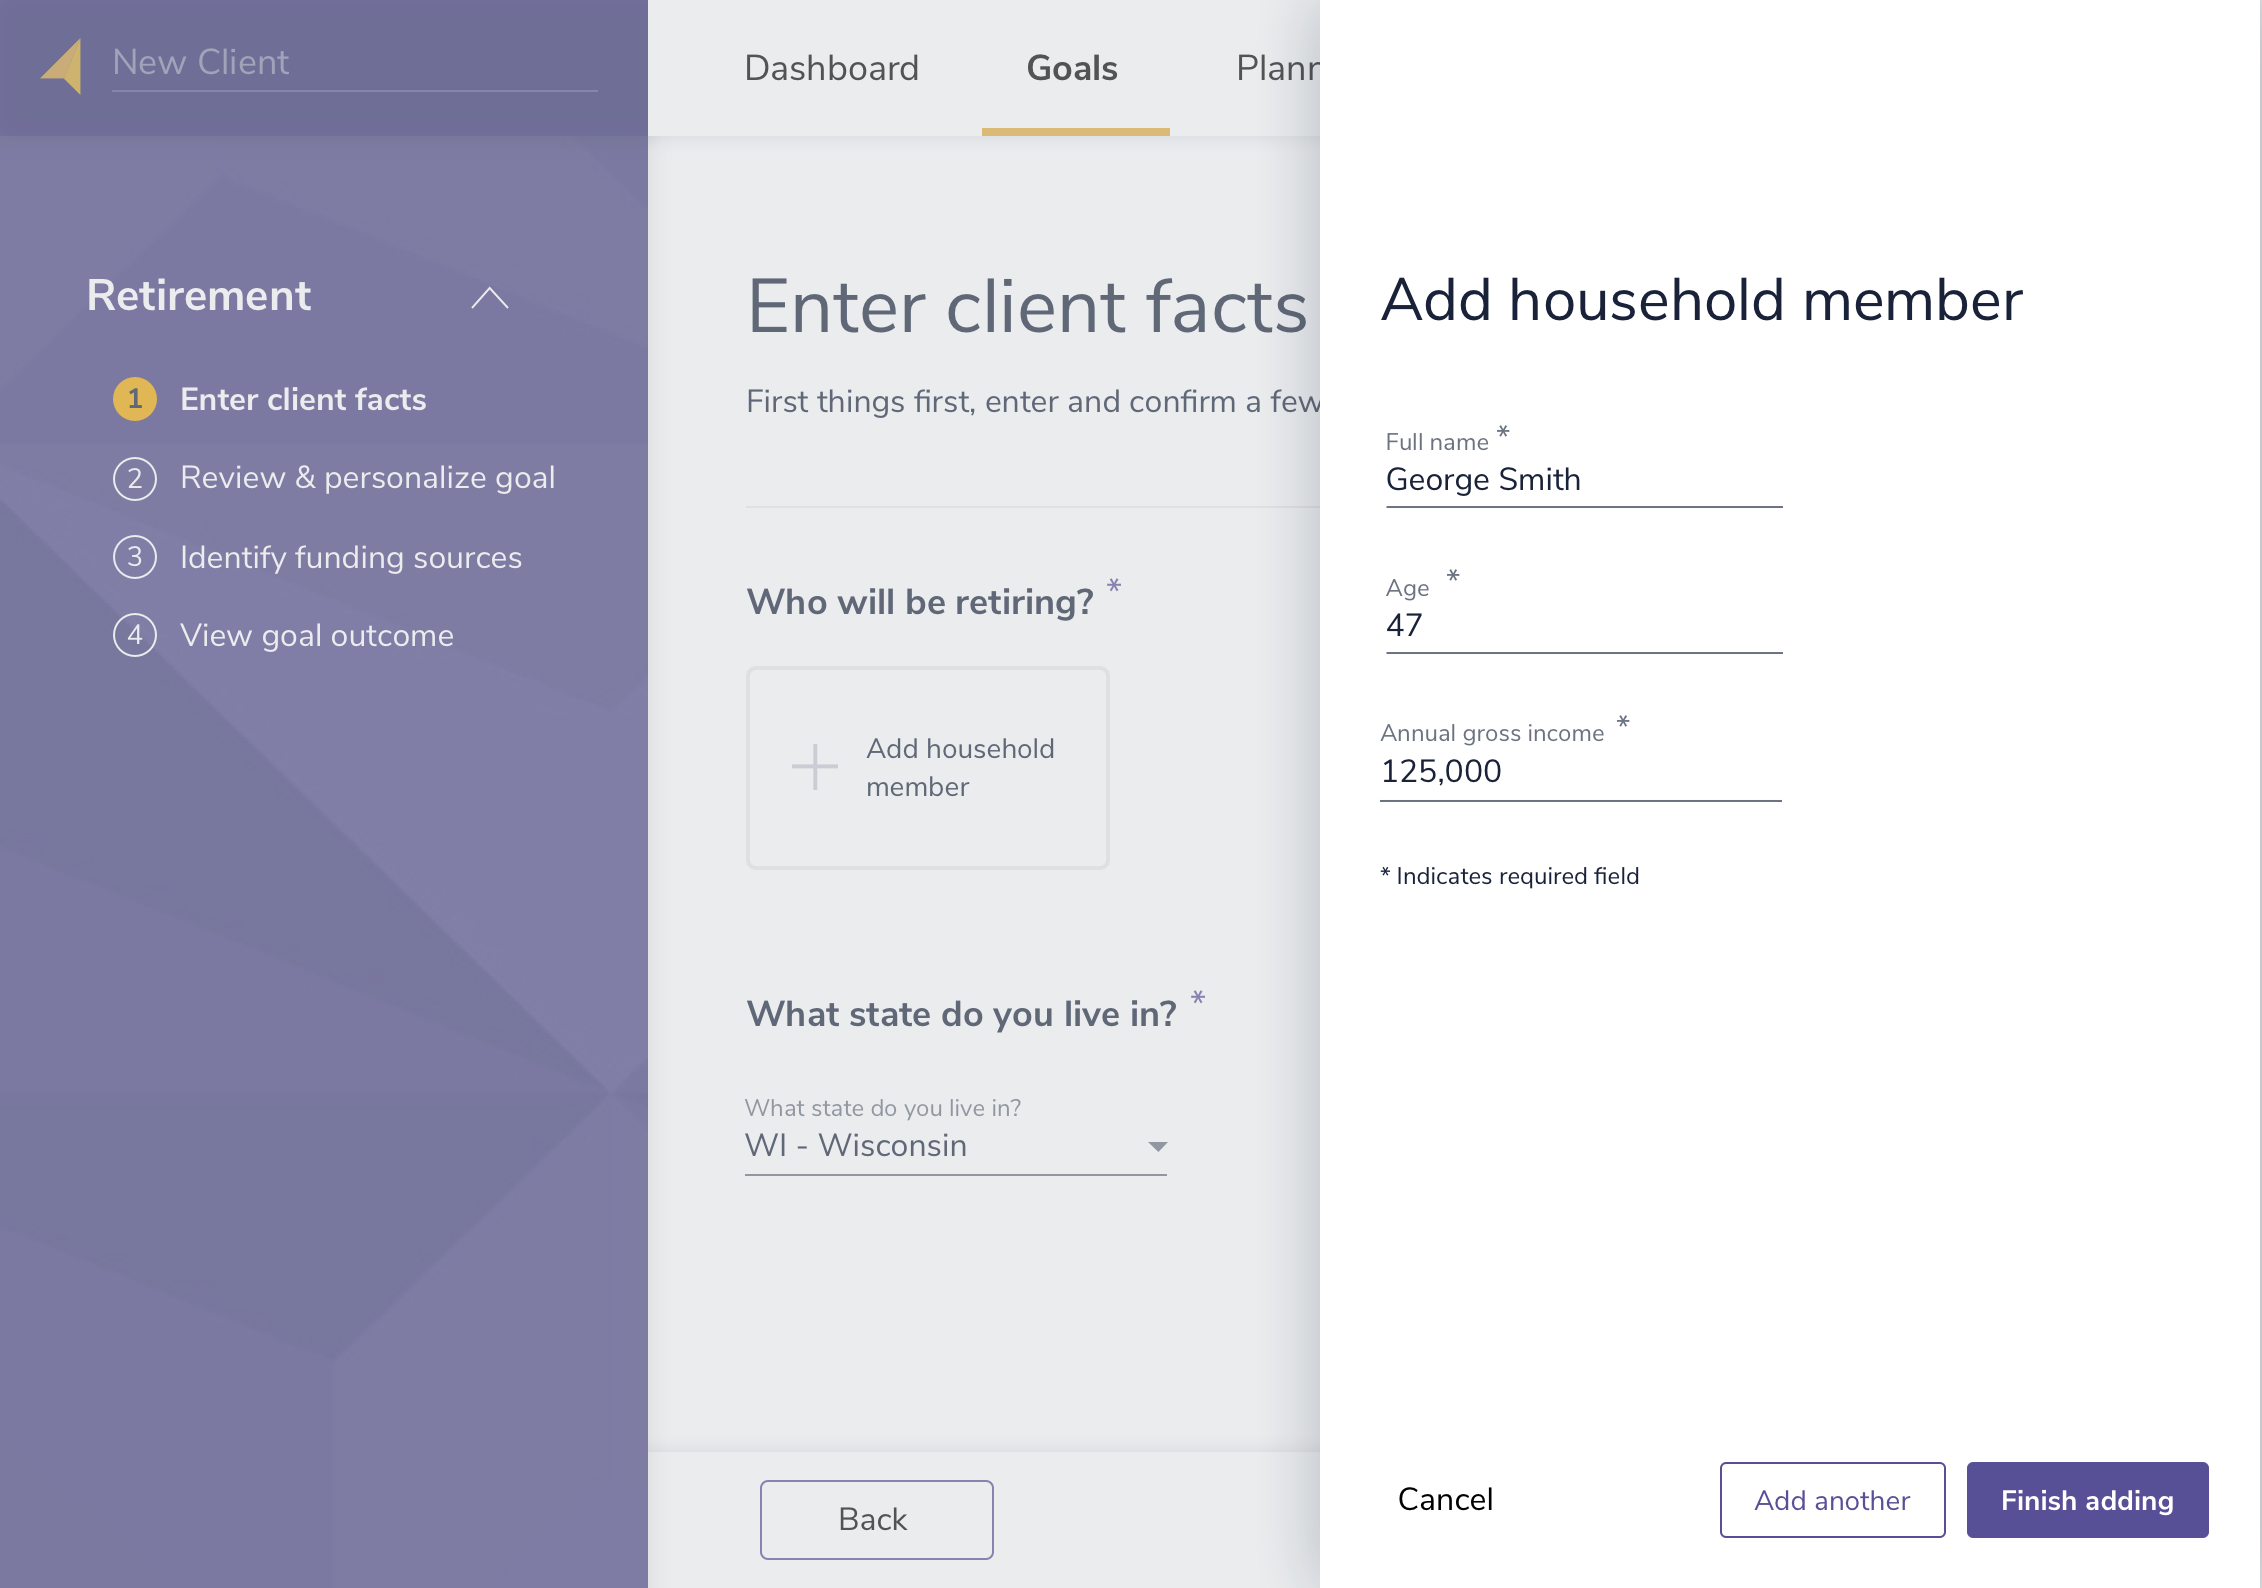 New Client
Dashboard
Goals
Plann
Retirement
1 Enter client facts
2 Review & personalize goal
3 Identify funding sources
4 View goal outcome
Enter client facts
First things first, enter and confirm a few
Who will be retiring? *
Add household
member
What state do you live in? *
What state do you live in?
WI - Wisconsin
Back
Add household member
Full name *
George Smith
Age *
47
Annual gross income *
125,000
* Indicates required field
Cancel
Add another
Finish adding